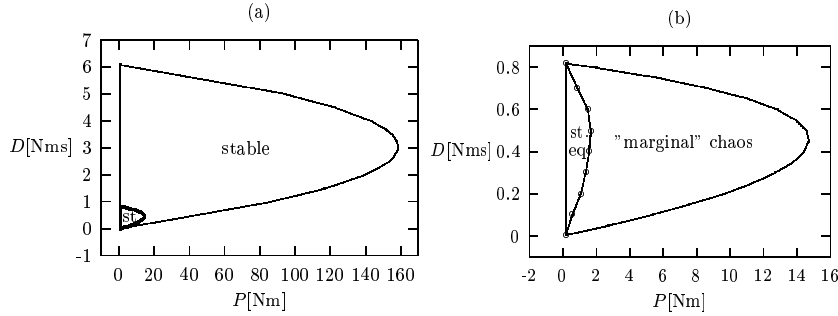 (a)
7
6
5
4
3
2
1
0
-1
D[Nms]
stable
st
0 20 40 60 80 100 120 140 160
P[Nm]
(b)
0.8
0.6
0.4
0.2
0
D[Nms]
st.
eq.
"marginal" chaos
-2 0 2 4 6 8 10 12 14 16
P[Nm]